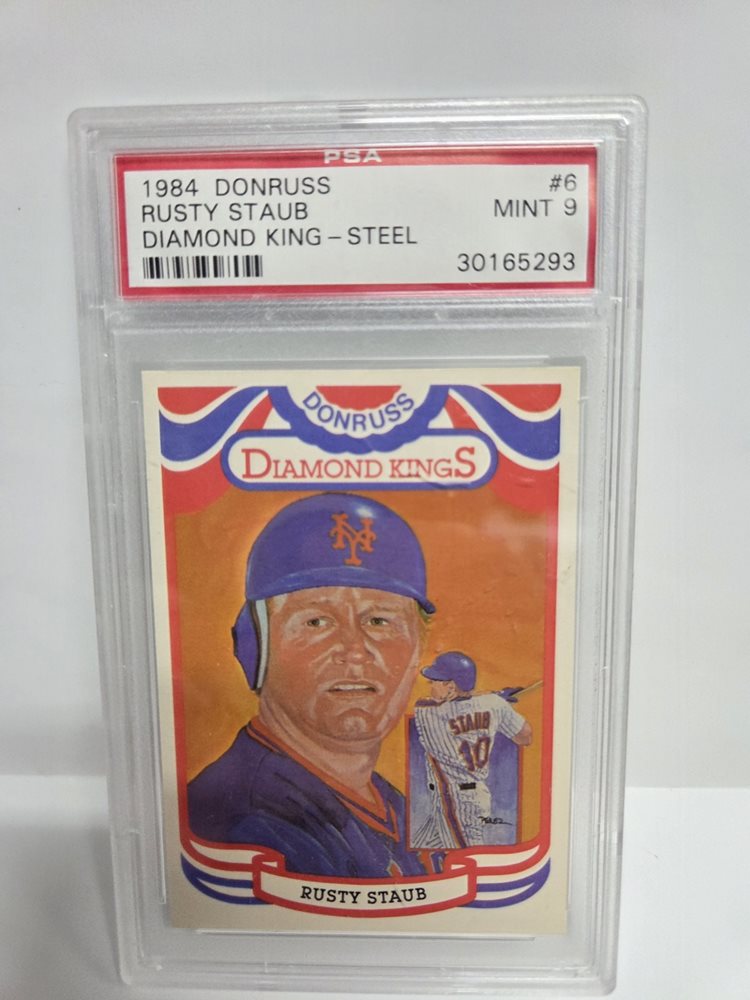 PSA
1984 DONRUSS #6
RUSTY STAUB MINT 9
DIAMOND KING – STEEL
30165293
DONRUSS
DIAMOND KINGS
NY
STAUB
10
PEREZ
RUSTY STAUB